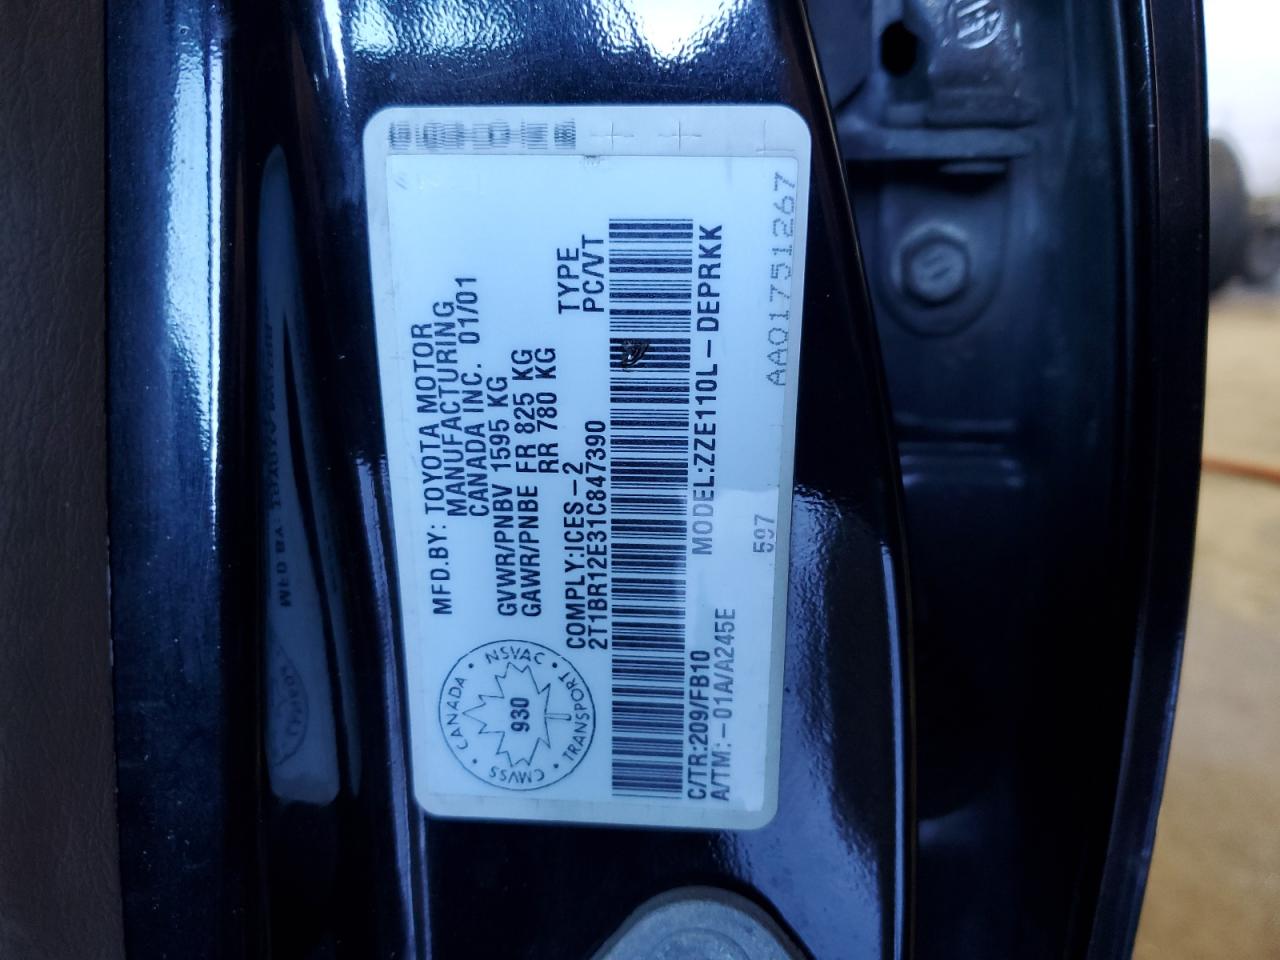 MFD.BY: TOYOTA MOTOR
MANUFACTURING
CANADA INC. 01/01
GVWR/PNBV 1595 KG
GAWR/PNBE FR 825 KG
RR 780 KG
COMPLY:ICES-2 TYPE
2T1BR12E31C847390 PC/VT
CANADA • NSVAC • TRANSPORT • CMVSS •
930
C/TR:209/FB10 MODEL:ZZE110L-DEPRKK
A/TM:-01A/A245E
597 AA01751267